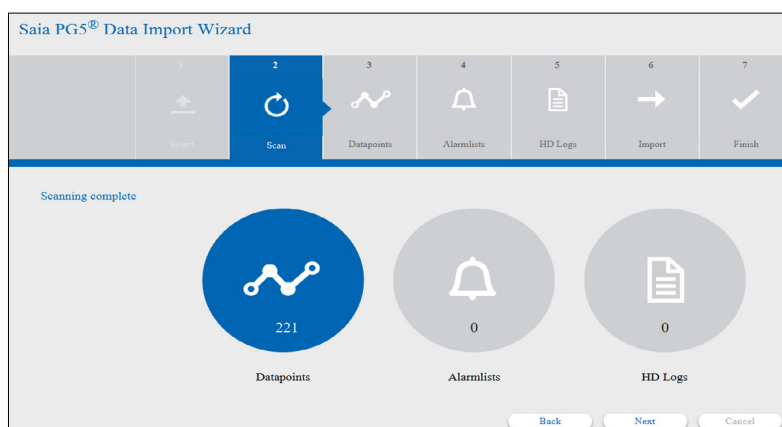 Saia PG5® Data Import Wizard
1
2
3
4
5
6
7
Select
Scan
Datapoints
Alarmlists
HD Logs
Import
Finish
Scanning complete
221
0
0
Datapoints
Alarmlists
HD Logs
Back
Next
Cancel